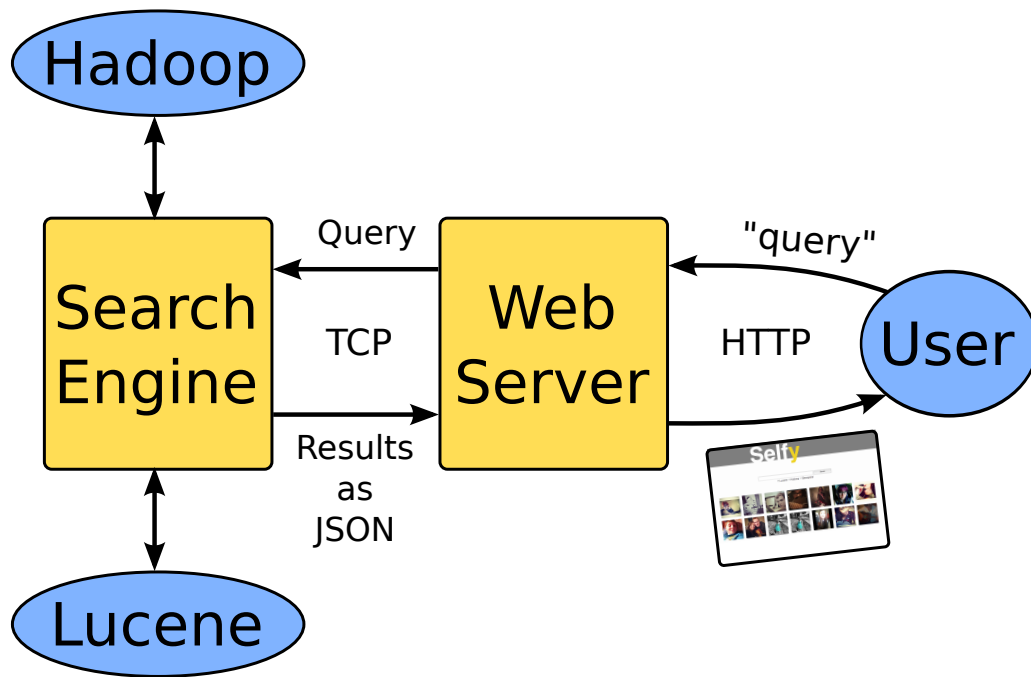 Hadoop
Query
"query"
Search
Engine
TCP
Web
Server
HTTP
User
Results
as
JSON
Selfy
Lucene